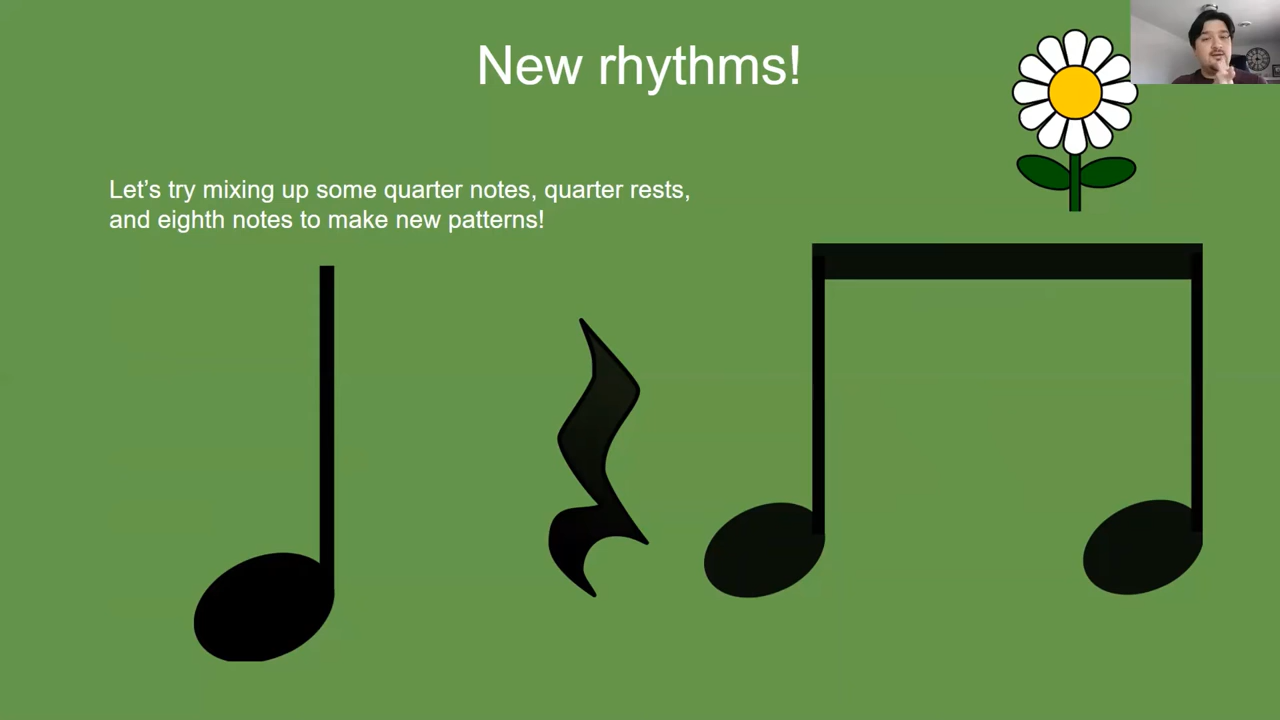 New rhythms!
Let’s try mixing up some quarter notes, quarter rests,
and eighth notes to make new patterns!